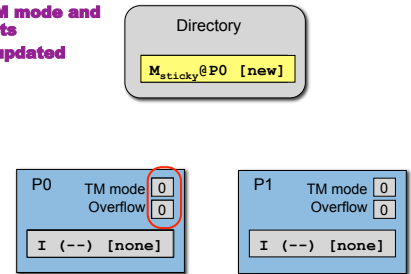 M mode and
ts
updated
Directory
Msticky@P0 [new]
P0 TM mode 0
Overflow 0
I (--) [none]
P1 TM mode 0
Overflow 0
I (--) [none]